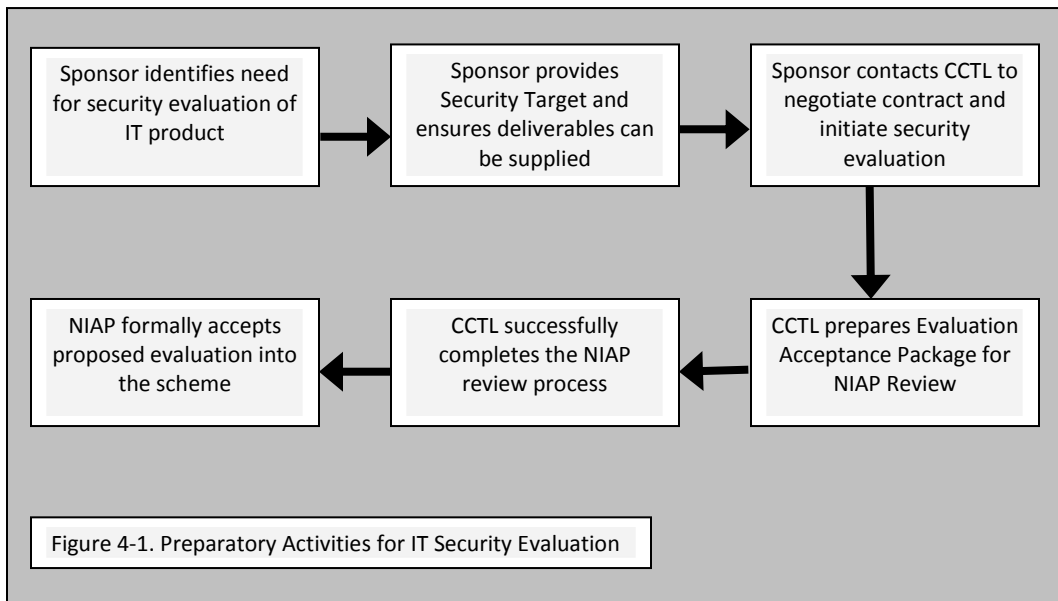 Sponsor identifies need
for security evaluation of
IT product
Sponsor provides
Security Target and
ensures deliverables can
be supplied
Sponsor contacts CCTL to
negotiate contract and
initiate security
evaluation
CCTL prepares Evaluation
Acceptance Package for
NIAP Review
CCTL successfully
completes the NIAP
review process
NIAP formally accepts
proposed evaluation into
the scheme
Figure 4-1. Preparatory Activities for IT Security Evaluation